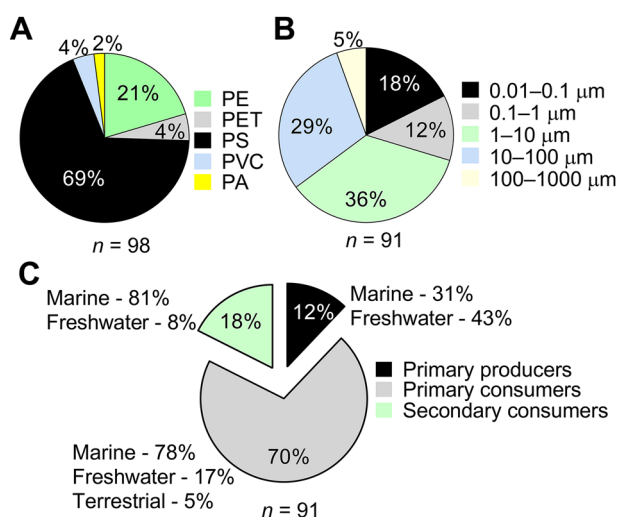 A
4%
2%
21%
4%
69%
PE
PET
PS
PVC
PA
n = 98
B
5%
18%
12%
36%
29%
0.01–0.1 μm
0.1–1 μm
1–10 μm
10–100 μm
100–1000 μm
n = 91
C
Marine - 81%
Freshwater - 8%
18%
12%
Marine - 31%
Freshwater - 43%
Primary producers
Primary consumers
Secondary consumers
70%
Marine - 78%
Freshwater - 17%
Terrestrial - 5%
n = 91